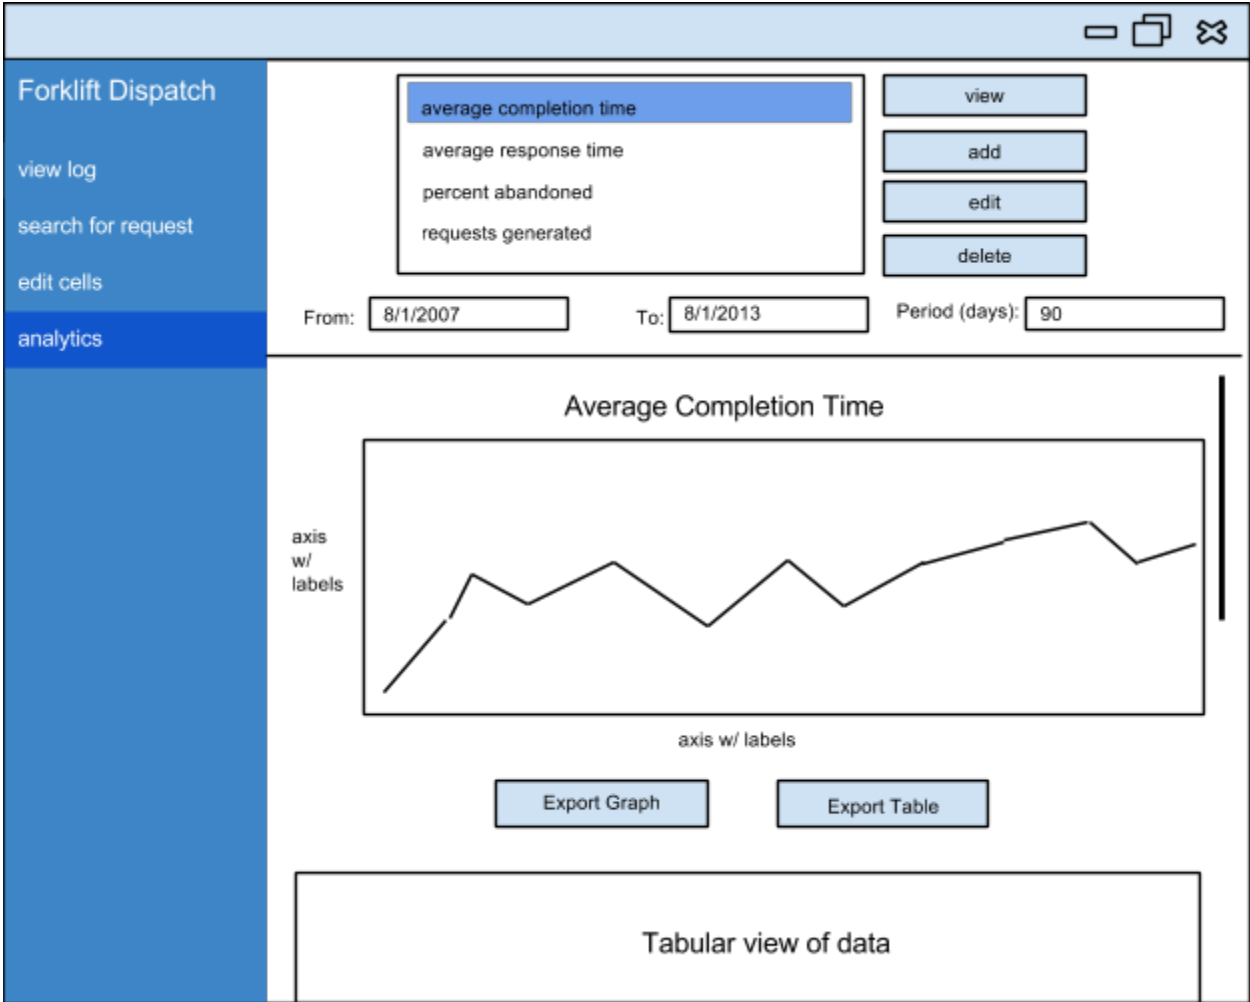 Forklift Dispatch
view log
search for request
edit cells
analytics
average completion time
average response time
percent abandoned
requests generated
view
add
edit
delete
From: 8/1/2007
To: 8/1/2013
Period (days): 90
Average Completion Time
axis
w/
labels
axis w/ labels
Export Graph
Export Table
Tabular view of data